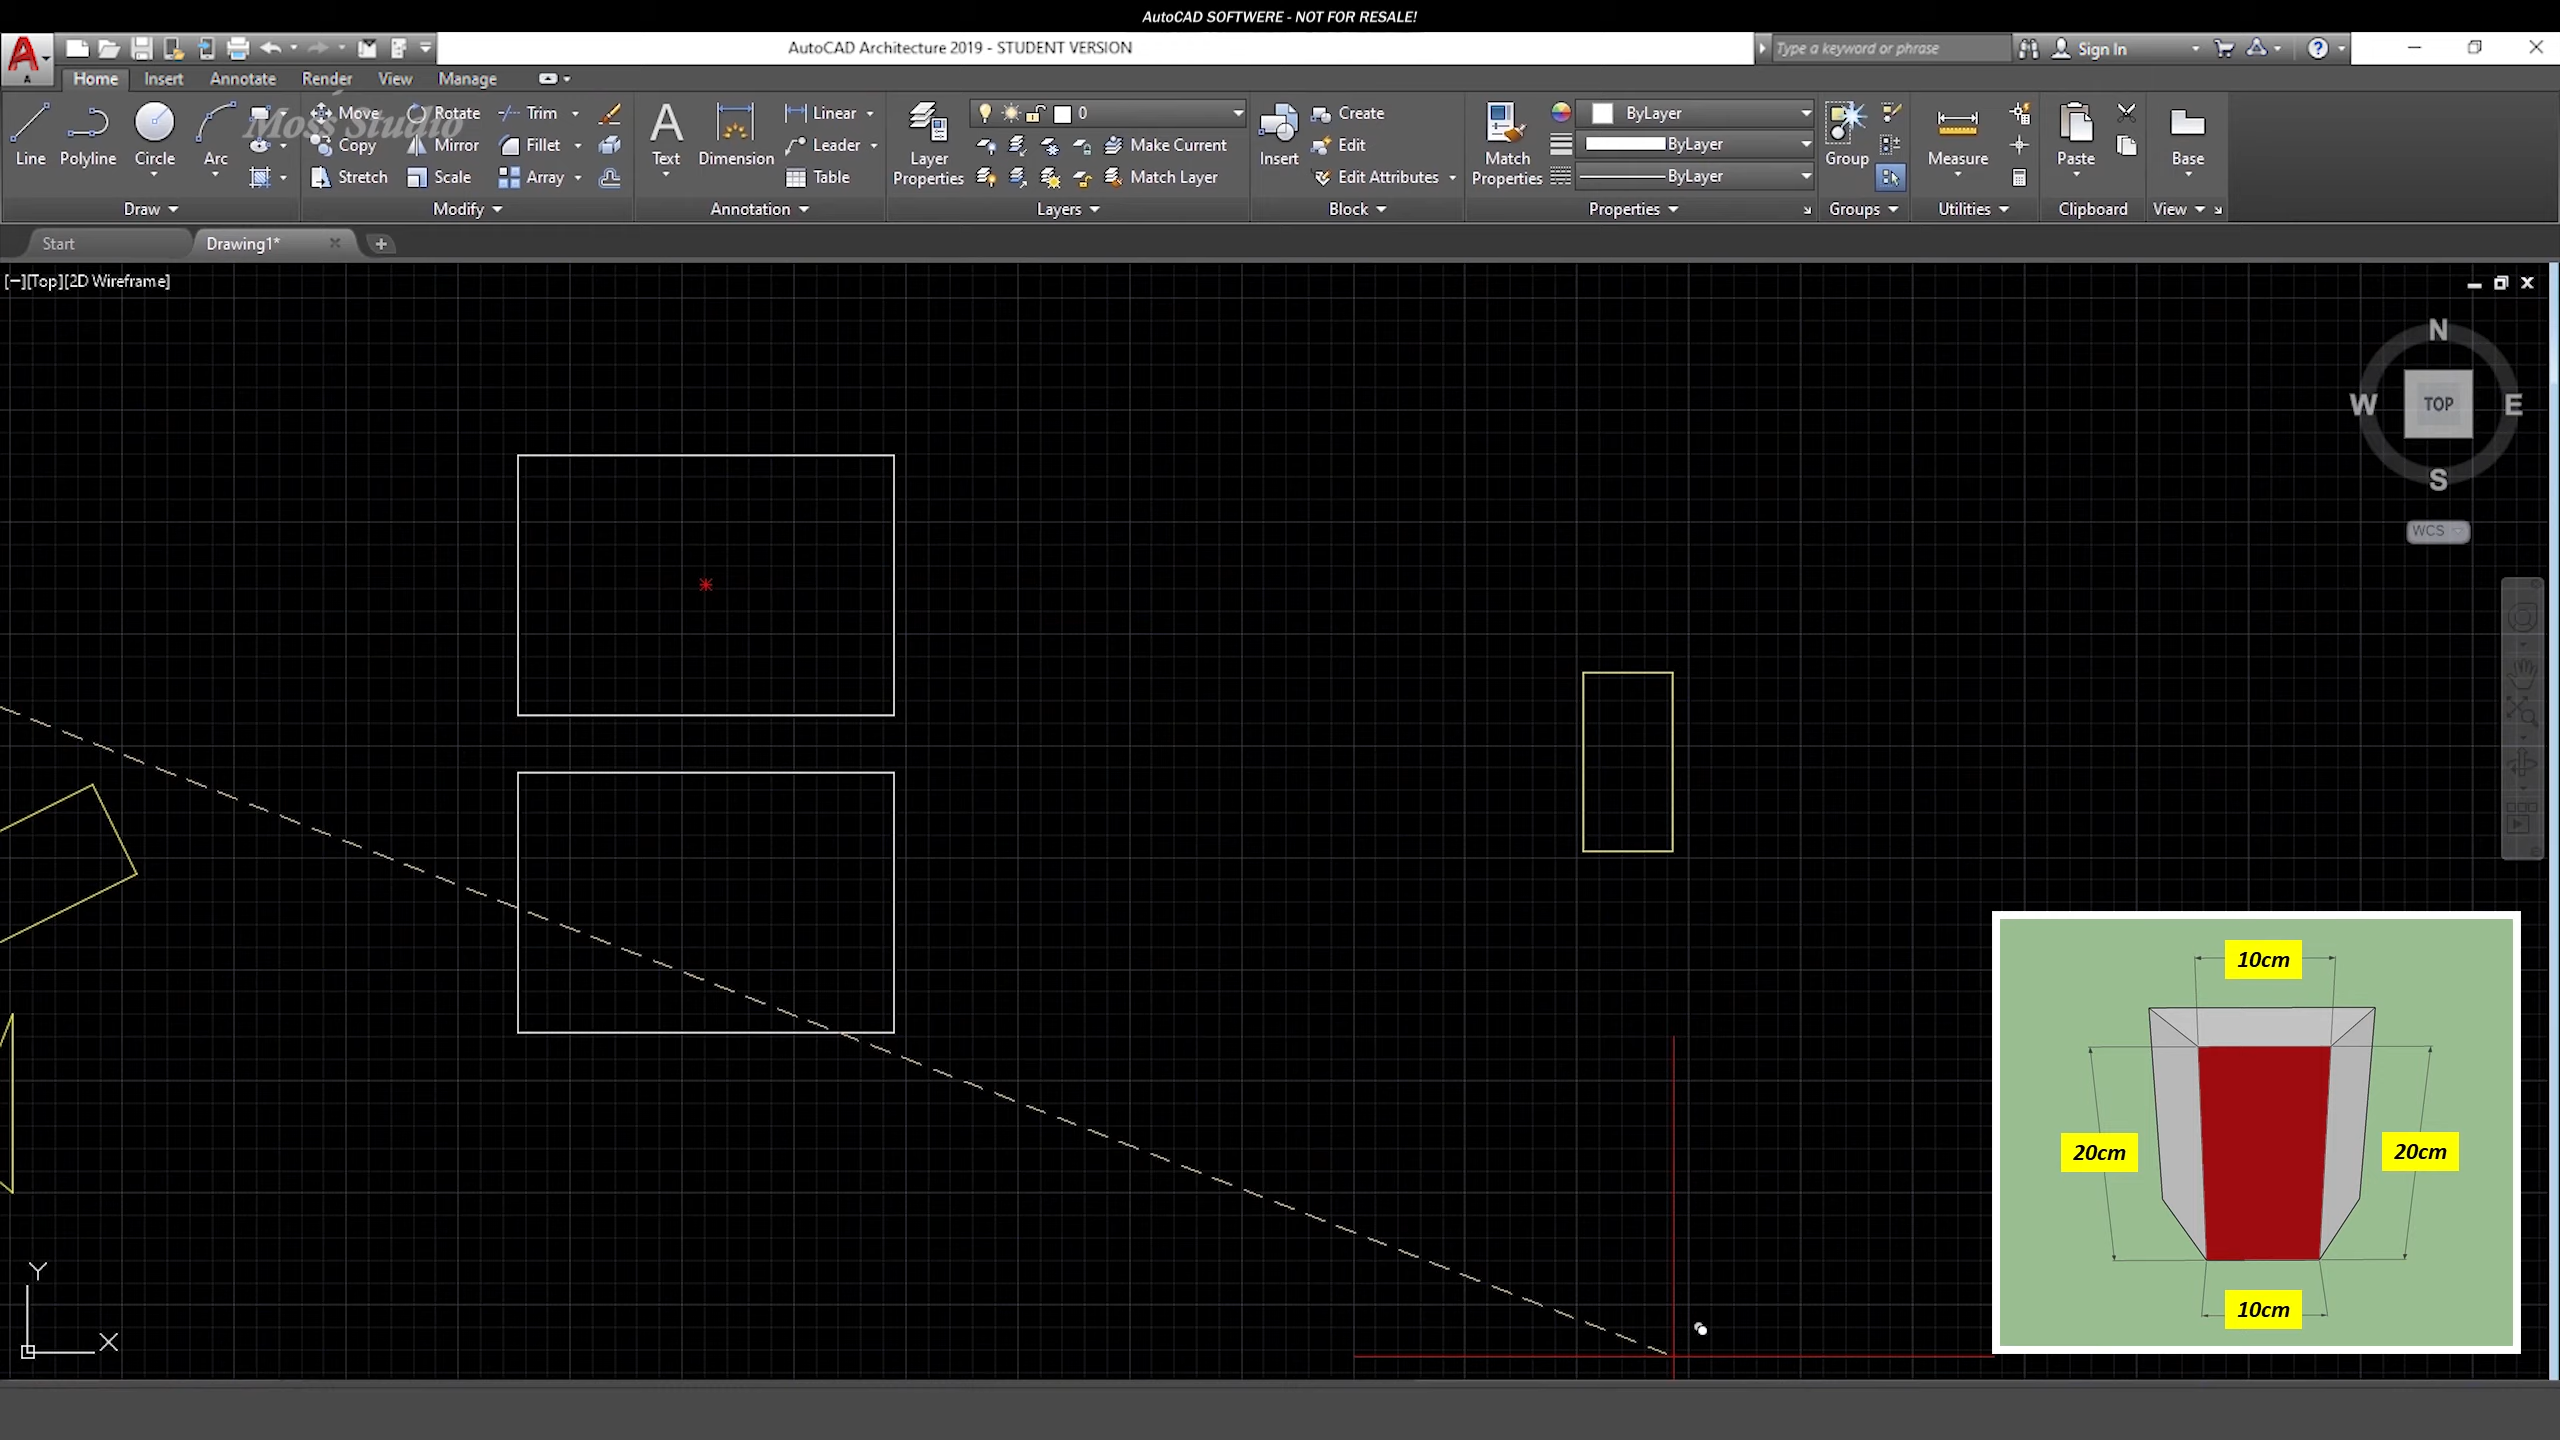 AutoCAD SOFTWERE - NOT FOR RESALE!
AutoCAD Architecture 2019 - STUDENT VERSION
Type a keyword or phrase
Sign In
Home Insert Annotate Render View Manage
Moss Studio
Line Polyline Circle Arc
Draw
Move Rotate Trim
Copy Mirror Fillet
Stretch Scale Array
Modify
Text Dimension
Linear
Leader
Table
Annotation
Layer Properties
0
Make Current
Match Layer
Layers
Insert
Create
Edit
Edit Attributes
Block
Match Properties
ByLayer
ByLayer
ByLayer
Properties
Group
Groups
Measure
Utilities
Paste
Clipboard
Base
View
Start Drawing1*
[−][Top][2D Wireframe]
N
W TOP E
S
WCS
10cm
20cm 20cm
10cm
Y
X